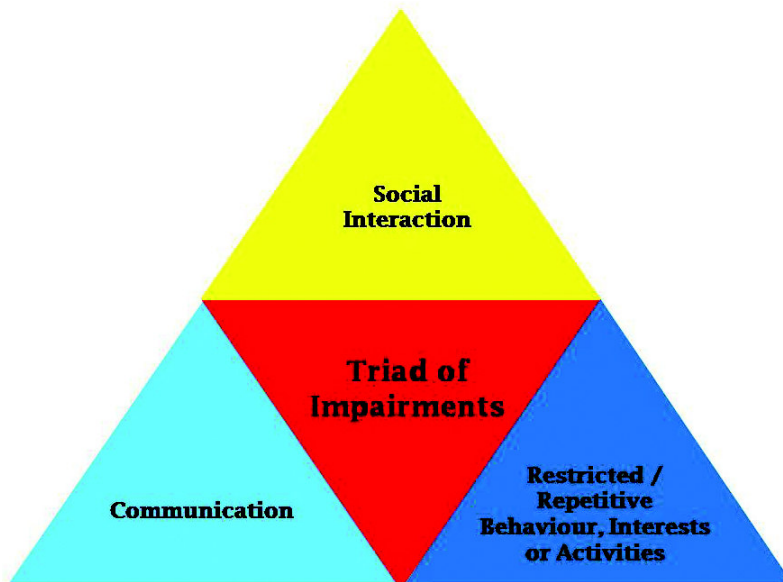 Social
Interaction
Triad of
Impairments
Communication
Restricted /
Repetitive
Behaviour, Interests
or Activities